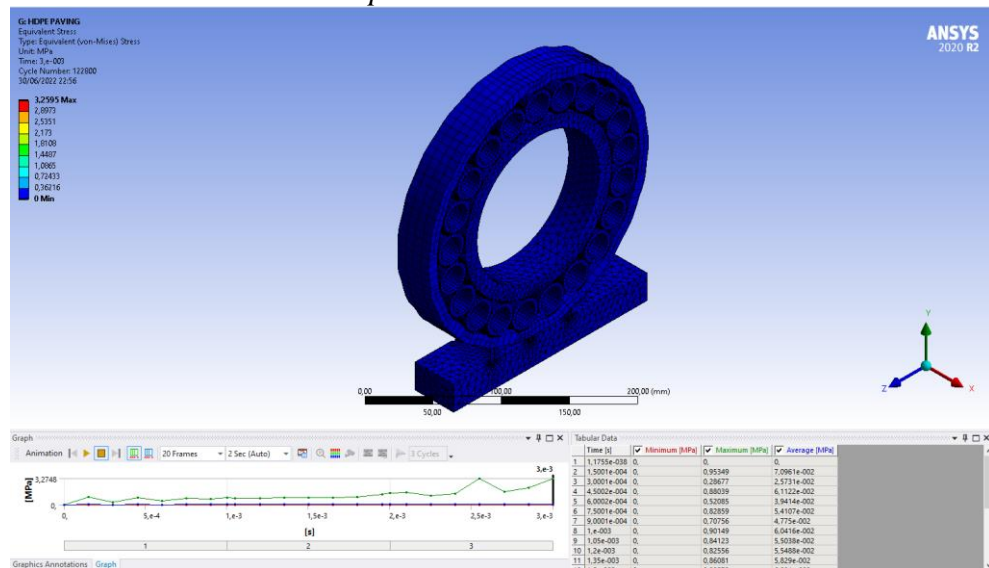 G: HDPE PAVING
Equivalent Stress
Type: Equivalent (von-Mises) Stress
Unit: MPa
Time: 3,e-003
Cycle Number: 122800
30/06/2022 22:56
3,2595 Max
2,8973
2,5351
2,173
1,8108
1,4487
1,0865
0,72433
0,36216
0 Min
ANSYS
2020 R2
0,00
100,00
200,00 (mm)
50,00
150,00
Y
Z
X
Graph
Animation
20 Frames
2 Sec (Auto)
3 Cycles
3,e-3
[MPa]
3,2748
0,
0,
5,e-4
1,e-3
1,5e-3
2,e-3
2,5e-3
3,e-3
[s]
1
2
3
Graphics Annotations Graph
Tabular Data
Time [s] Minimum [MPa] Maximum [MPa] Average [MPa]
1 1,1755e-038 0, 0, 0,
2 1,5001e-004 0, 0,95349 7,0961e-002
3 3,0001e-004 0, 0,28677 2,5731e-002
4 4,5002e-004 0, 0,88039 6,1122e-002
5 6,0002e-004 0, 0,52085 3,9414e-002
6 7,5001e-004 0, 0,82859 5,4107e-002
7 9,0001e-004 0, 0,70756 4,775e-002
8 1,e-003 0, 0,90149 6,0416e-002
9 1,05e-003 0, 0,84123 5,5038e-002
10 1,2e-003 0, 0,82556 5,5488e-002
11 1,35e-003 0, 0,86081 5,829e-002